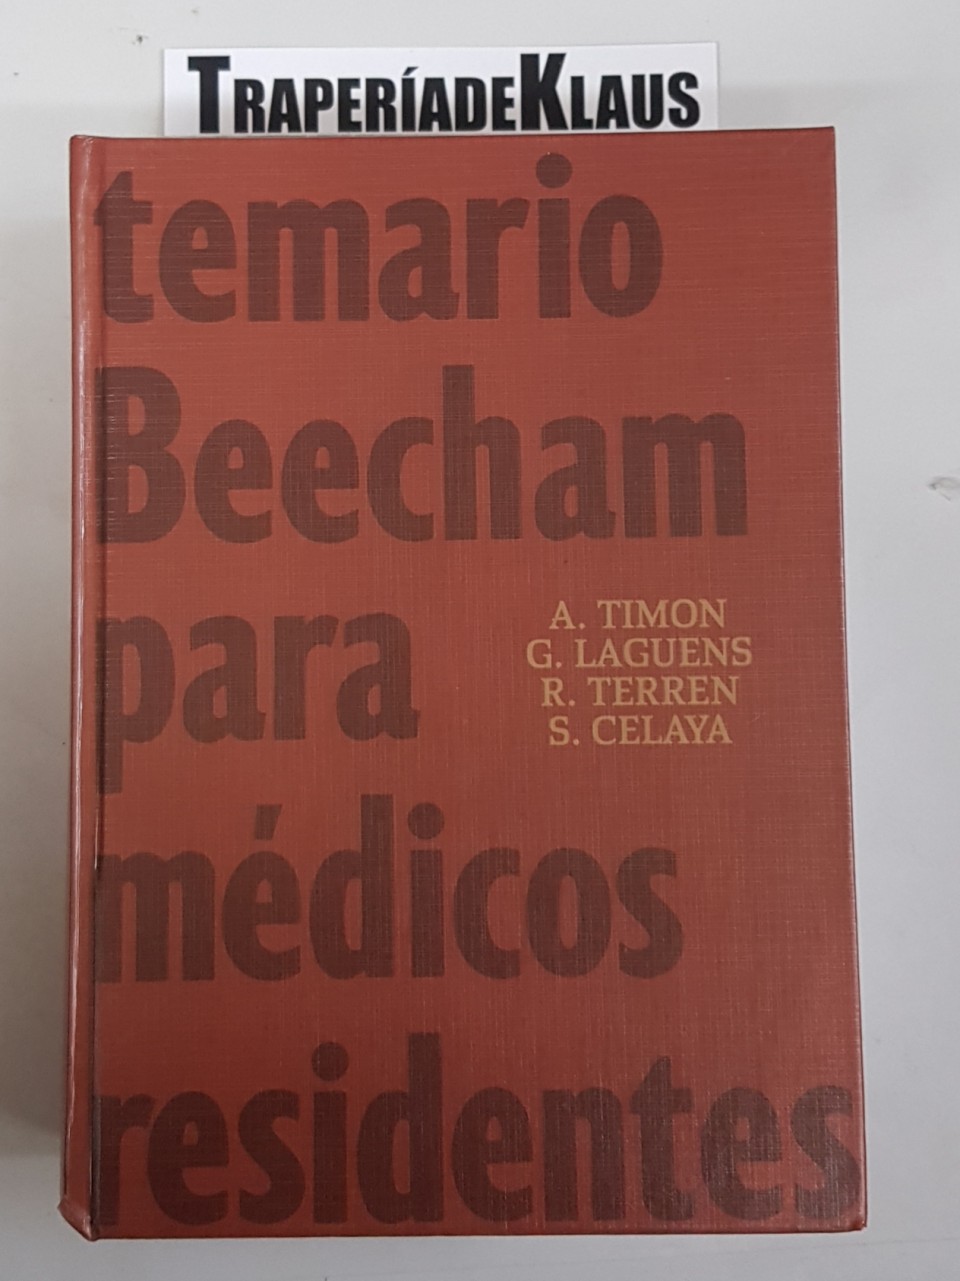 TRAPERÍADEKLAUS
temario
Beecham
para
A. TIMON
G. LAGUENS
R. TERREN
S. CELAYA
médicos
residentes